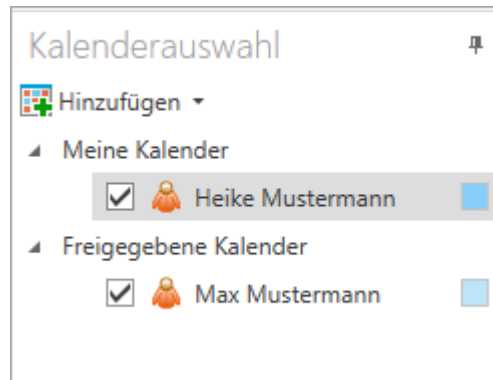 Kalenderauswahl
Hinzufügen
Meine Kalender
Heike Mustermann
Freigegebene Kalender
Max Mustermann